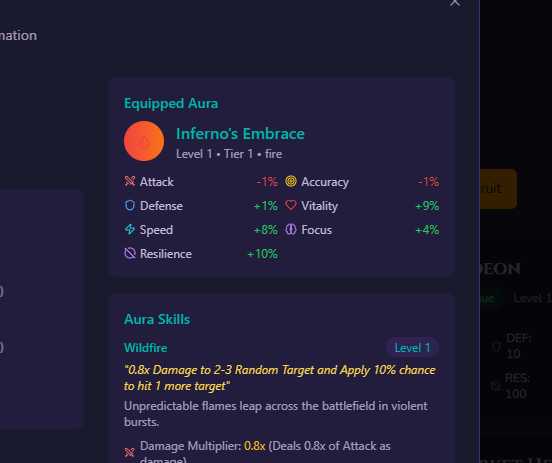 mation
Equipped Aura
Inferno's Embrace
Level 1 • Tier 1 • fire
Attack -1% Accuracy -1%
Defense +1% Vitality +9%
Speed +8% Focus +4%
Resilience +10%
Aura Skills
Wildfire Level 1
"0.8x Damage to 2-3 Random Target and Apply 10% chance
to hit 1 more target"
Unpredictable flames leap across the battlefield in violent
bursts.
Damage Multiplier: 0.8x (Deals 0.8x of Attack as
damage)
)
)
ruit
DEON
ue Level 1
DEF:
10
RES:
100